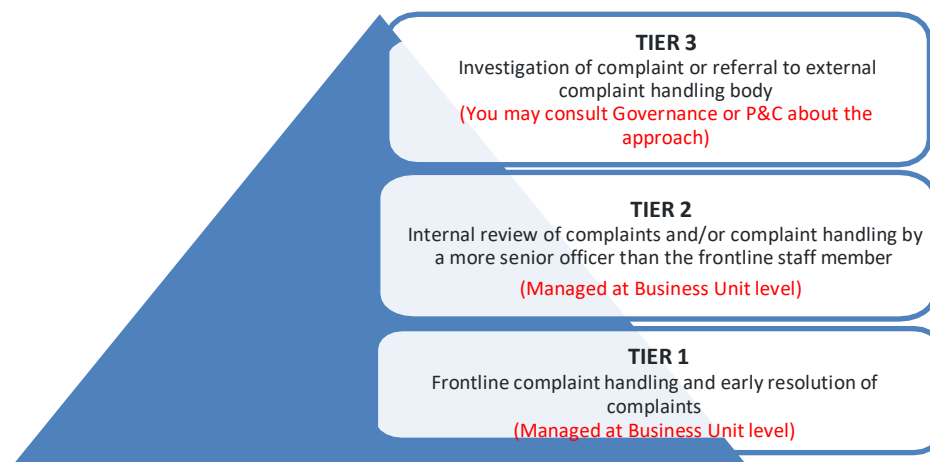 TIER 3
Investigation of complaint or referral to external
complaint handling body
(You may consult Governance or P&C about the
approach)
TIER 2
Internal review of complaints and/or complaint handling by
a more senior officer than the frontline staff member
(Managed at Business Unit level)
TIER 1
Frontline complaint handling and early resolution of
complaints
(Managed at Business Unit level)